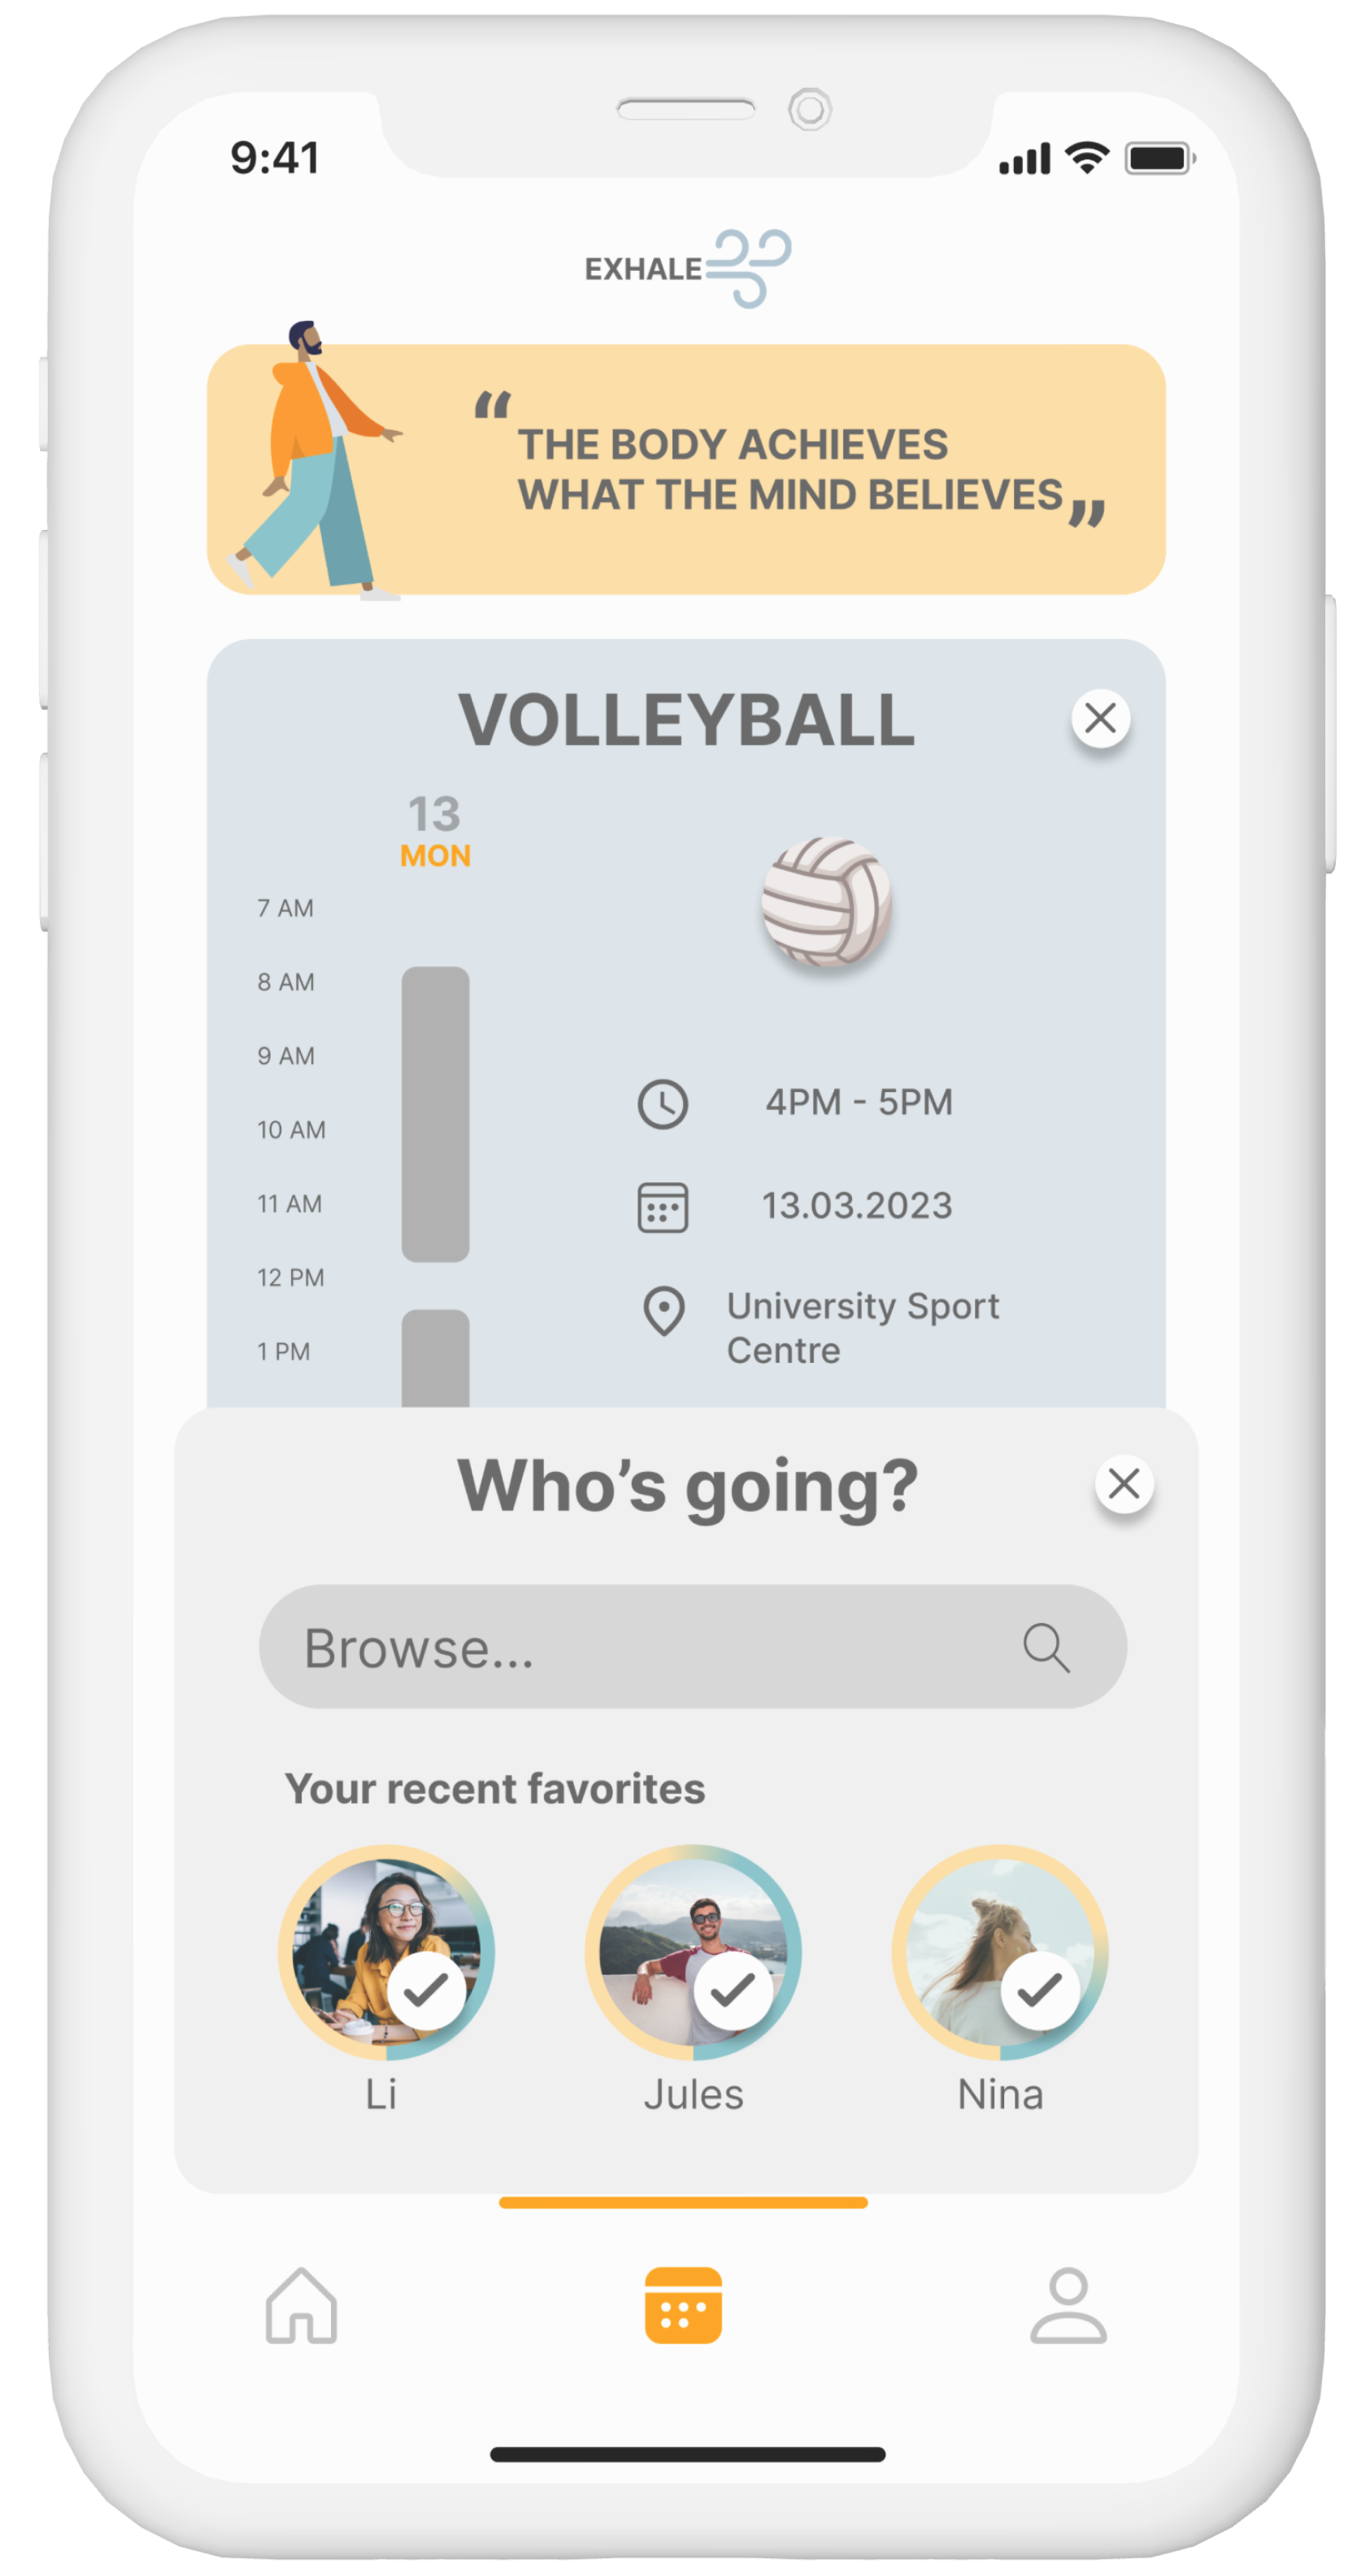 9:41
EXHALE
“ THE BODY ACHIEVES
WHAT THE MIND BELIEVES ”
VOLLEYBALL
13
MON
7 AM
8 AM
9 AM
10 AM
11 AM
12 PM
1 PM
4PM - 5PM
13.03.2023
University Sport
Centre
Who’s going?
Browse...
Your recent favorites
Li
Jules
Nina